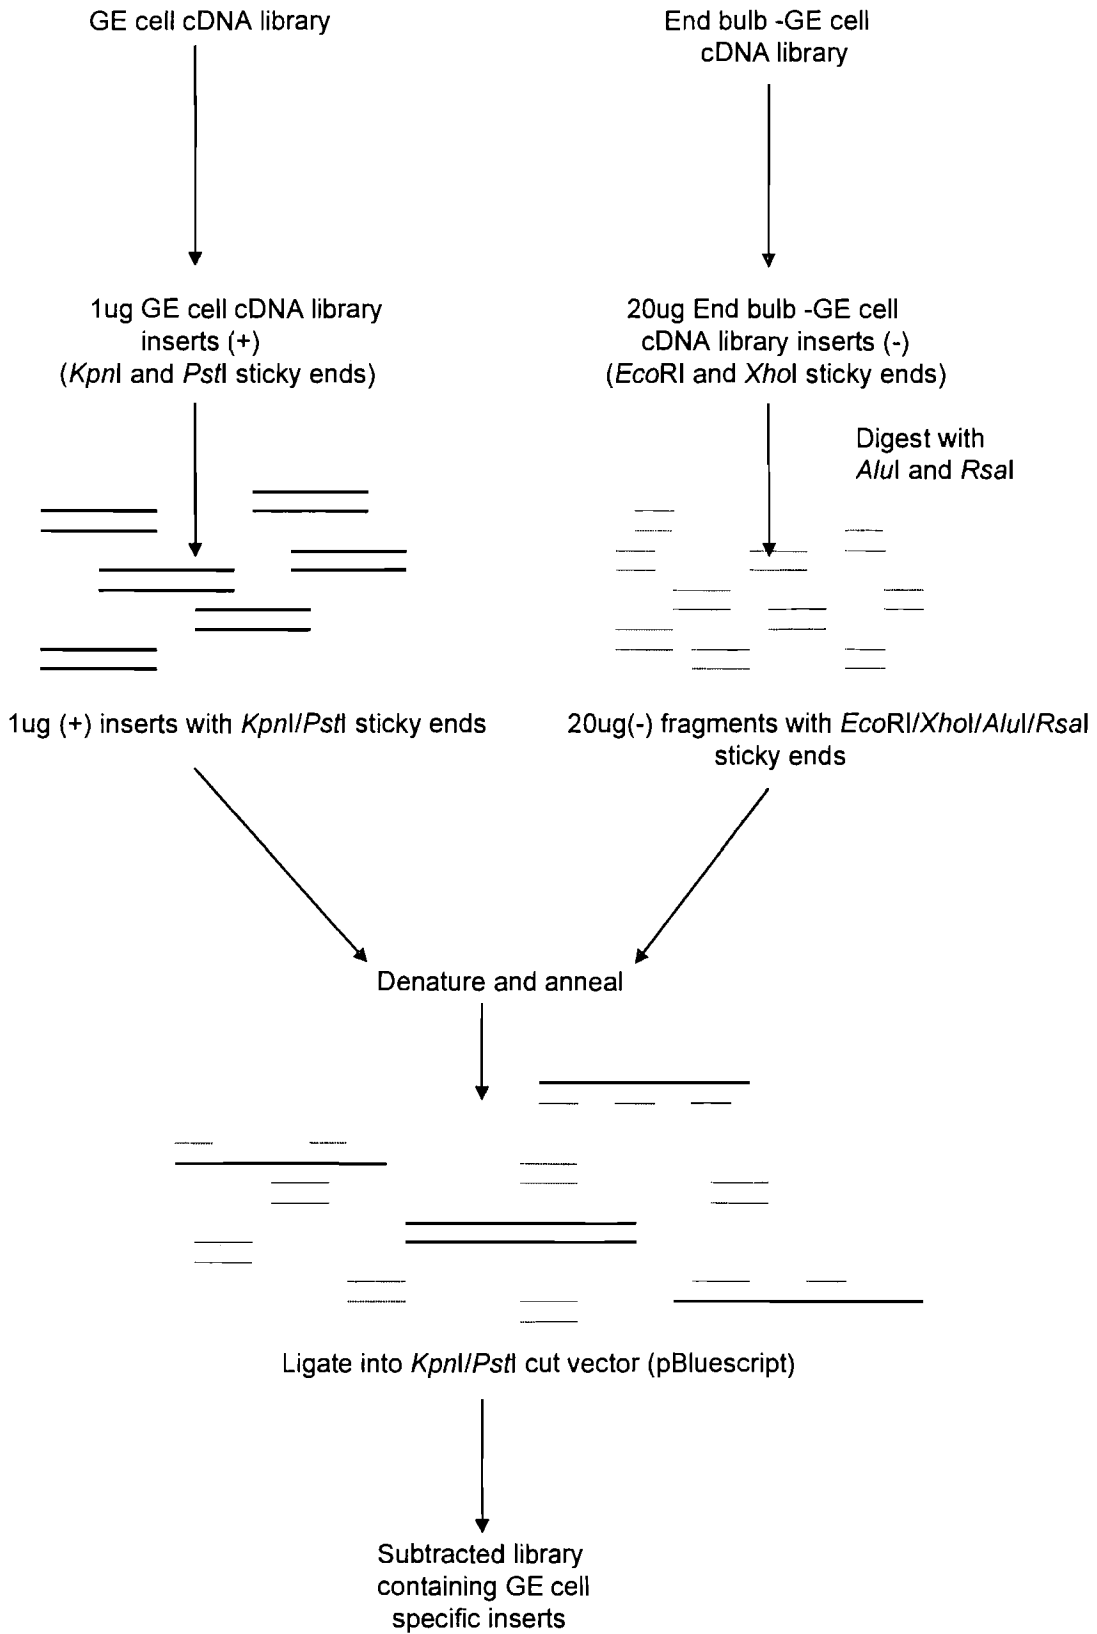 GE cell cDNA library
End bulb -GE cell
cDNA library
1ug GE cell cDNA library
inserts (+)
(KpnI and PstI sticky ends)
20ug End bulb -GE cell
cDNA library inserts (-)
(EcoRI and XhoI sticky ends)
Digest with
AluI and RsaI
1ug (+) inserts with KpnI/PstI sticky ends
20ug(-) fragments with EcoRI/XhoI/AluI/RsaI
sticky ends
Denature and anneal
Ligate into KpnI/PstI cut vector (pBluescript)
Subtracted library
containing GE cell
specific inserts